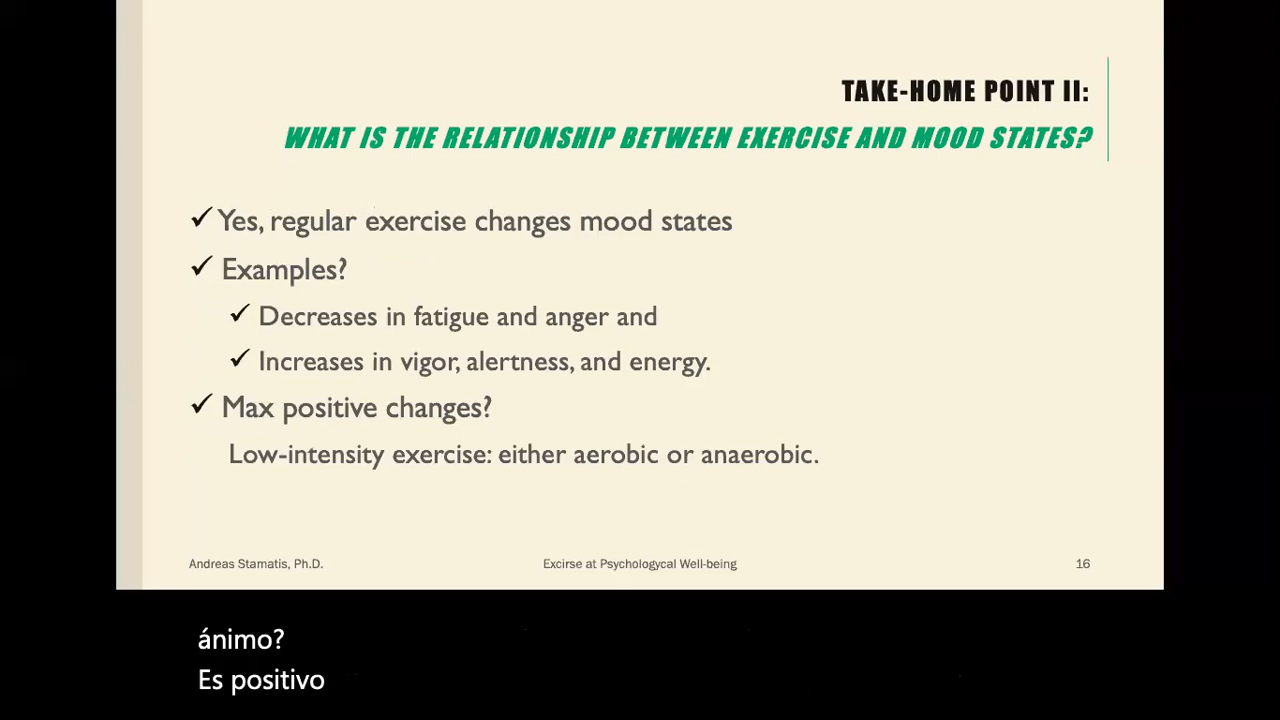 TAKE-HOME POINT II:
WHAT IS THE RELATIONSHIP BETWEEN EXERCISE AND MOOD STATES?
✓ Yes, regular exercise changes mood states
✓ Examples?
✓ Decreases in fatigue and anger and
✓ Increases in vigor, alertness, and energy.
✓ Max positive changes?
Low-intensity exercise: either aerobic or anaerobic.
Andreas Stamatis, Ph.D.
Excirse at Psychologycal Well-being
16
ánimo?
Es positivo